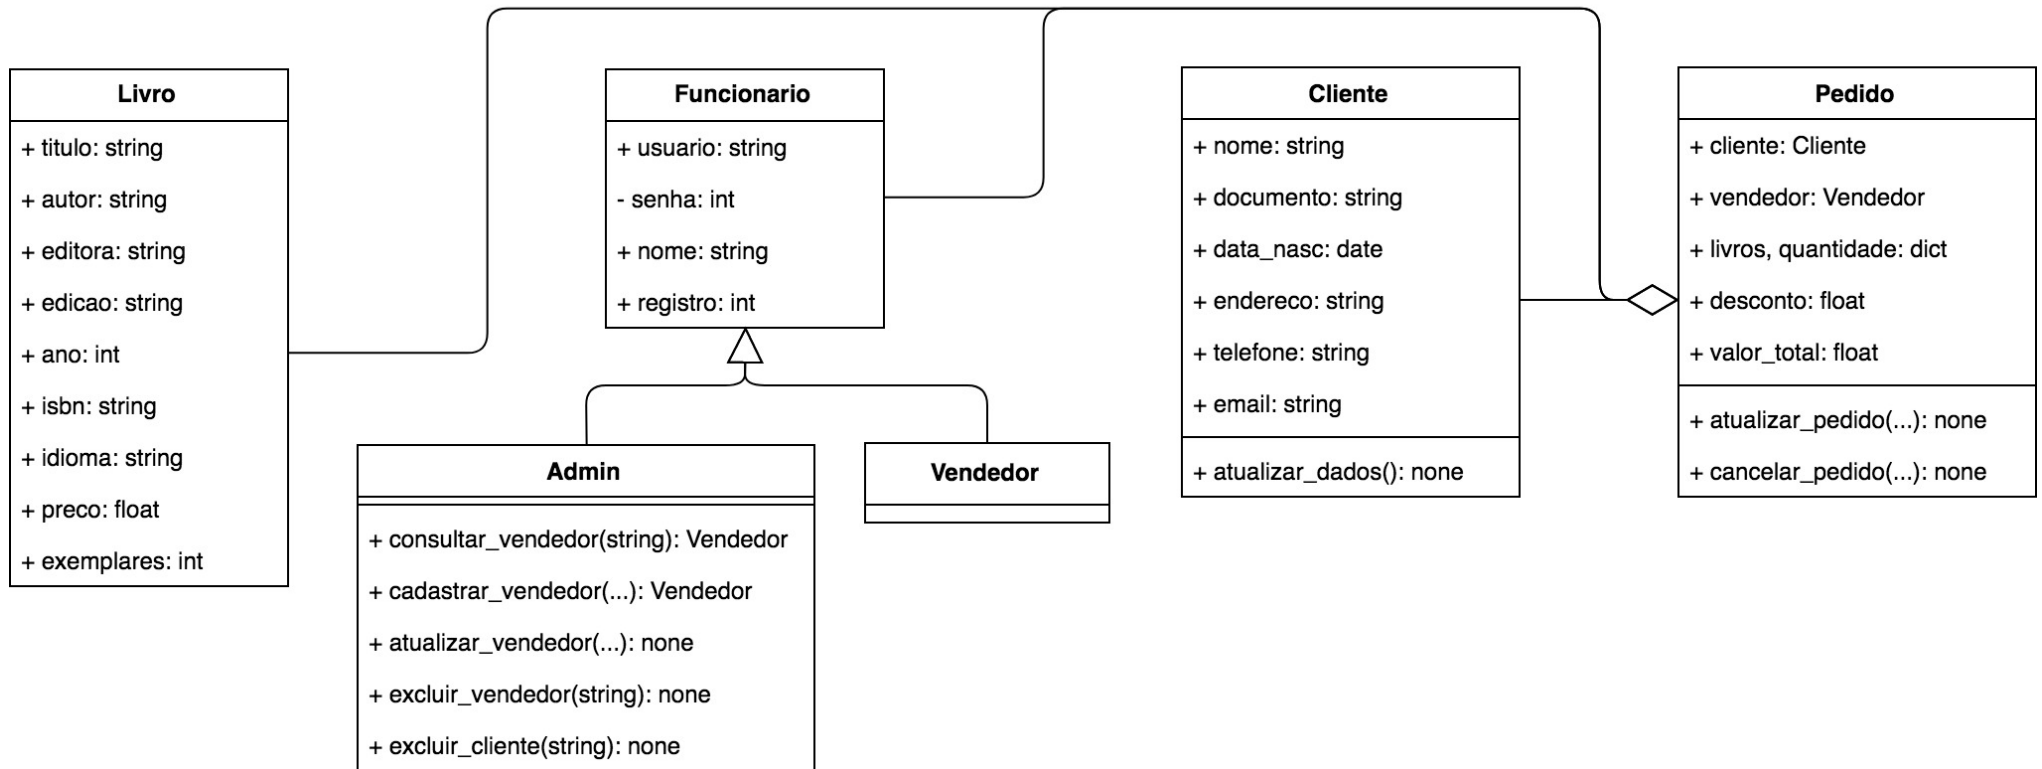 Livro
+ titulo: string
+ autor: string
+ editora: string
+ edicao: string
+ ano: int
+ isbn: string
+ idioma: string
+ preco: float
+ exemplares: int
Funcionario
+ usuario: string
- senha: int
+ nome: string
+ registro: int
Admin
+ consultar_vendedor(string): Vendedor
+ cadastrar_vendedor(...): Vendedor
+ atualizar_vendedor(...): none
+ excluir_vendedor(string): none
+ excluir_cliente(string): none
Vendedor
Cliente
+ nome: string
+ documento: string
+ data_nasc: date
+ endereco: string
+ telefone: string
+ email: string
+ atualizar_dados(): none
Pedido
+ cliente: Cliente
+ vendedor: Vendedor
+ livros, quantidade: dict
+ desconto: float
+ valor_total: float
+ atualizar_pedido(...): none
+ cancelar_pedido(...): none